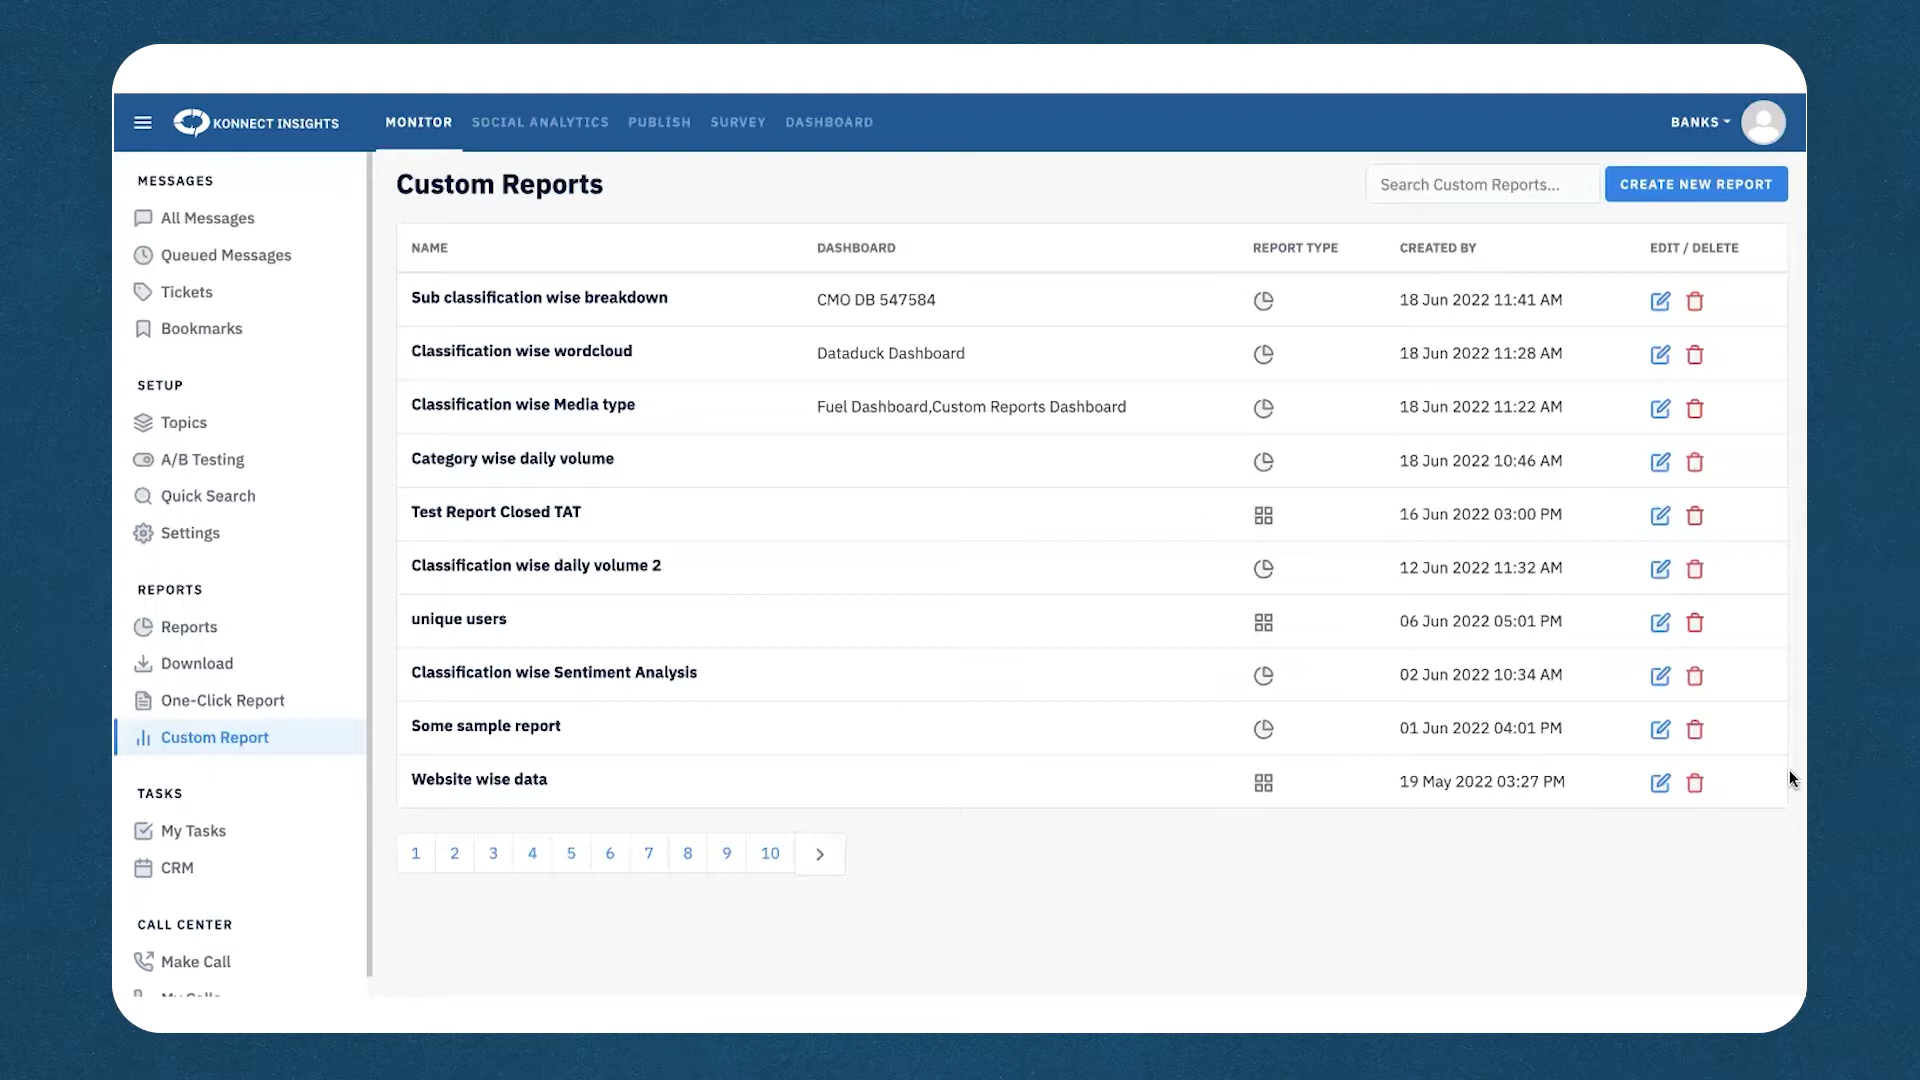 KONNECT INSIGHTS
MONITOR
SOCIAL ANALYTICS
PUBLISH
SURVEY
DASHBOARD
BANKS
MESSAGES
All Messages
Queued Messages
Tickets
Bookmarks
SETUP
Topics
A/B Testing
Quick Search
Settings
REPORTS
Reports
Download
One-Click Report
Custom Report
TASKS
My Tasks
CRM
CALL CENTER
Make Call
My Calls
Custom Reports
Search Custom Reports...
CREATE NEW REPORT
NAME DASHBOARD REPORT TYPE CREATED BY EDIT / DELETE
Sub classification wise breakdown CMO DB 547584 18 Jun 2022 11:41 AM
Classification wise wordcloud Dataduck Dashboard 18 Jun 2022 11:28 AM
Classification wise Media type Fuel Dashboard,Custom Reports Dashboard 18 Jun 2022 11:22 AM
Category wise daily volume 18 Jun 2022 10:46 AM
Test Report Closed TAT 16 Jun 2022 03:00 PM
Classification wise daily volume 2 12 Jun 2022 11:32 AM
unique users 06 Jun 2022 05:01 PM
Classification wise Sentiment Analysis 02 Jun 2022 10:34 AM
Some sample report 01 Jun 2022 04:01 PM
Website wise data 19 May 2022 03:27 PM
1 2 3 4 5 6 7 8 9 10